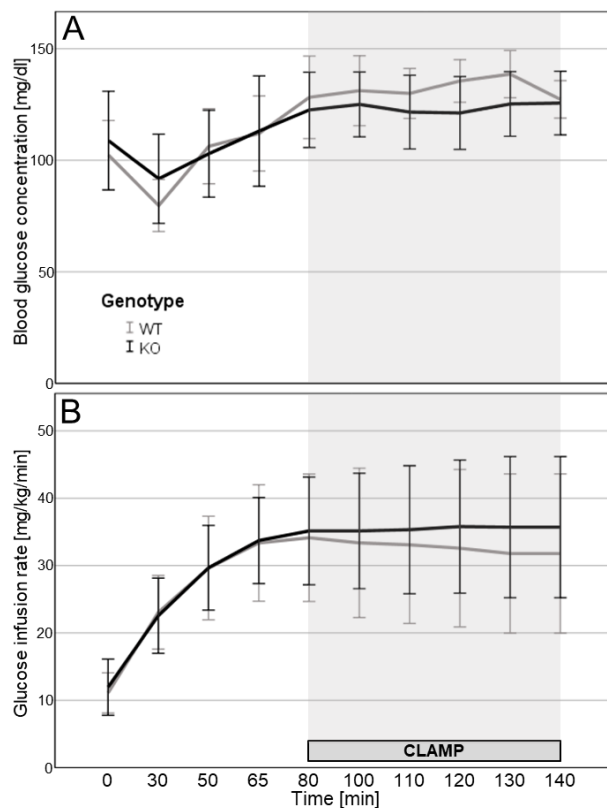 A
Blood glucose concentration [mg/dl]
150
100
50
0
Genotype
WT
KO
B
Glucose infusion rate [mg/kg/min]
50
40
30
20
10
0
CLAMP
0 30 50 65 80 100 110 120 130 140
Time [min]